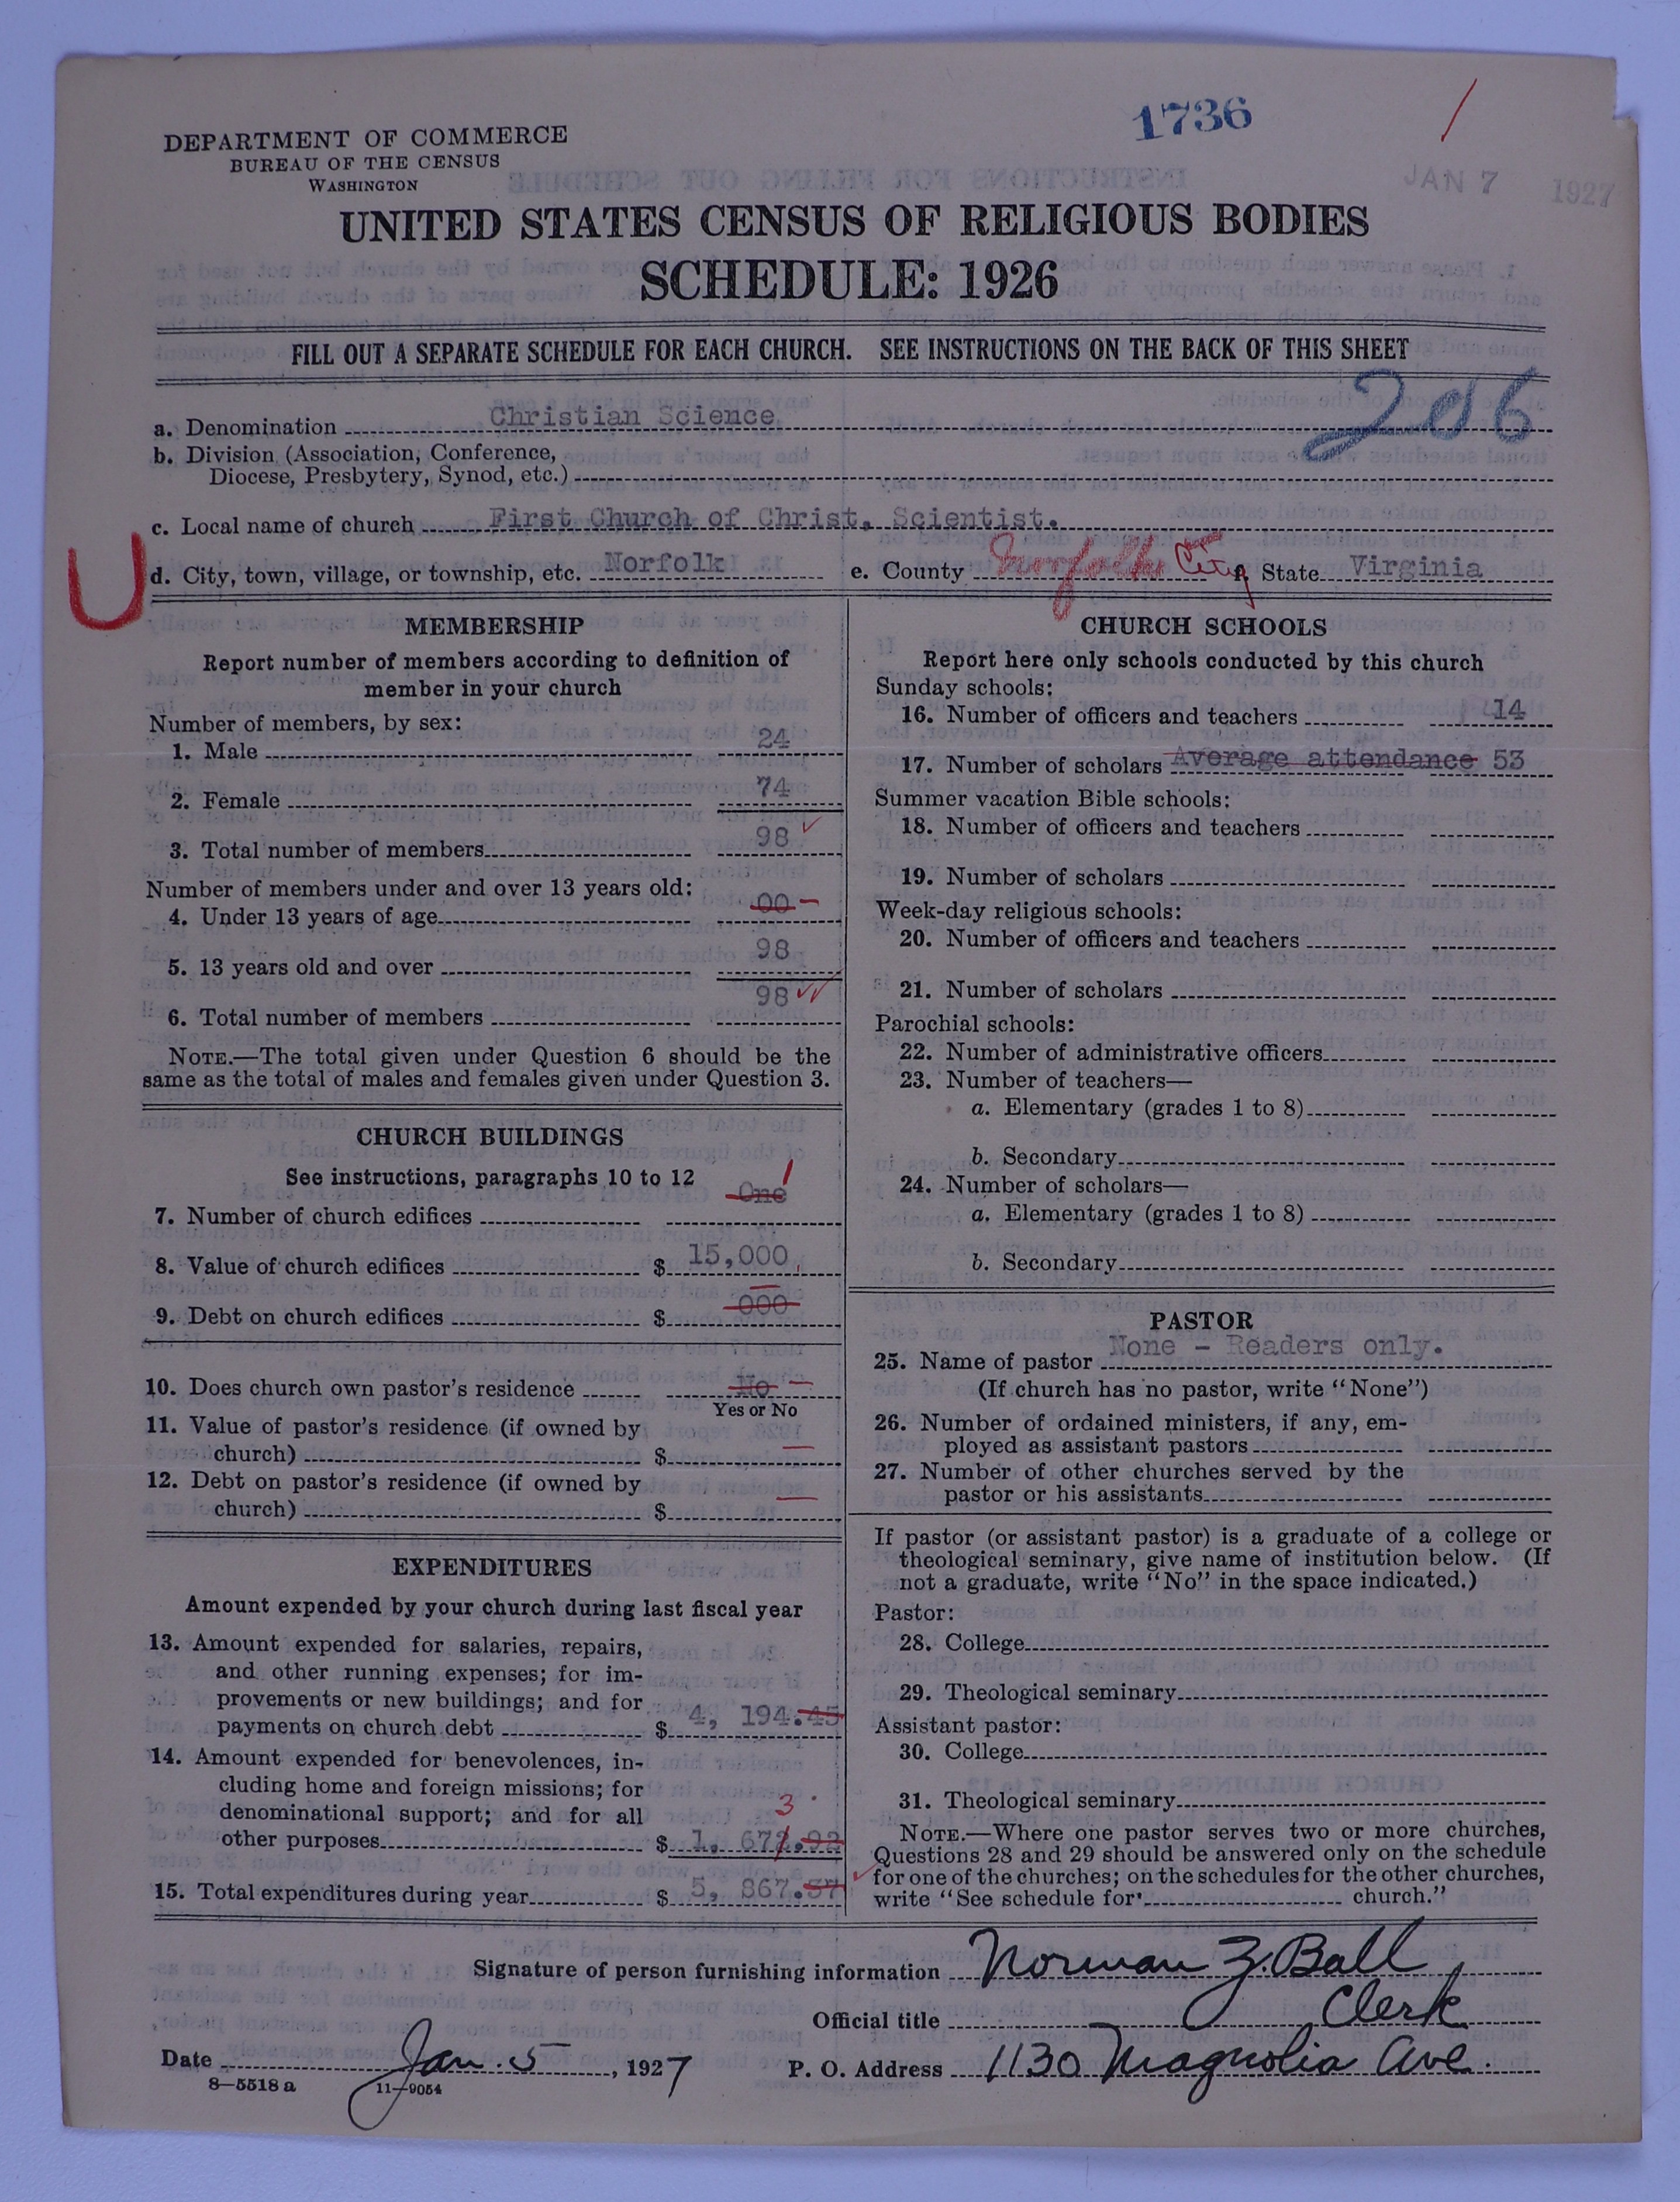 1736
DEPARTMENT OF COMMERCE
BUREAU OF THE CENSUS
WASHINGTON
JAN 7 1927
UNITED STATES CENSUS OF RELIGIOUS BODIES
SCHEDULE: 1926
FILL OUT A SEPARATE SCHEDULE FOR EACH CHURCH. SEE INSTRUCTIONS ON THE BACK OF THIS SHEET
206
a. Denomination Christian Science
b. Division (Association, Conference,
Diocese, Presbytery, Synod, etc.)
c. Local name of church First Church of Christ, Scientist.
U
d. City, town, village, or township, etc. Norfolk e. County Norfolk City f. State Virginia
MEMBERSHIP
Report number of members according to definition of
member in your church
Number of members, by sex:
1. Male 24
2. Female 74
3. Total number of members 98
Number of members under and over 13 years old:
4. Under 13 years of age 00 —
5. 13 years old and over 98
6. Total number of members 98
NOTE.—The total given under Question 6 should be the
same as the total of males and females given under Question 3.
CHURCH BUILDINGS
See instructions, paragraphs 10 to 12
7. Number of church edifices One 1
8. Value of church edifices $ 15,000
9. Debt on church edifices $ 000
10. Does church own pastor's residence No —
Yes or No
11. Value of pastor's residence (if owned by
church) $ —
12. Debt on pastor's residence (if owned by
church) $ —
EXPENDITURES
Amount expended by your church during last fiscal year
13. Amount expended for salaries, repairs,
and other running expenses; for im-
provements or new buildings; and for
payments on church debt $ 4, 194.45
14. Amount expended for benevolences, in-
cluding home and foreign missions; for
denominational support; and for all
3
other purposes $ 1, 672.92
15. Total expenditures during year $ 5, 867.37
CHURCH SCHOOLS
Report here only schools conducted by this church
Sunday schools:
16. Number of officers and teachers 14
17. Number of scholars Average attendance 53
Summer vacation Bible schools:
18. Number of officers and teachers
19. Number of scholars
Week-day religious schools:
20. Number of officers and teachers
21. Number of scholars
Parochial schools:
22. Number of administrative officers
23. Number of teachers—
a. Elementary (grades 1 to 8)
b. Secondary
24. Number of scholars—
a. Elementary (grades 1 to 8)
b. Secondary
PASTOR
25. Name of pastor None - Readers only.
(If church has no pastor, write "None")
26. Number of ordained ministers, if any, em-
ployed as assistant pastors
27. Number of other churches served by the
pastor or his assistants
If pastor (or assistant pastor) is a graduate of a college or
theological seminary, give name of institution below. (If
not a graduate, write "No" in the space indicated.)
Pastor:
28. College
29. Theological seminary
Assistant pastor:
30. College
31. Theological seminary
NOTE.—Where one pastor serves two or more churches,
Questions 28 and 29 should be answered only on the schedule
for one of the churches; on the schedules for the other churches,
write "See schedule for church."
Signature of person furnishing information Norman Z. Ball
Official title Clerk
Date Jan. 5, 1927 P. O. Address 1130 Magnolia Ave.
8—5518 a 11—9054